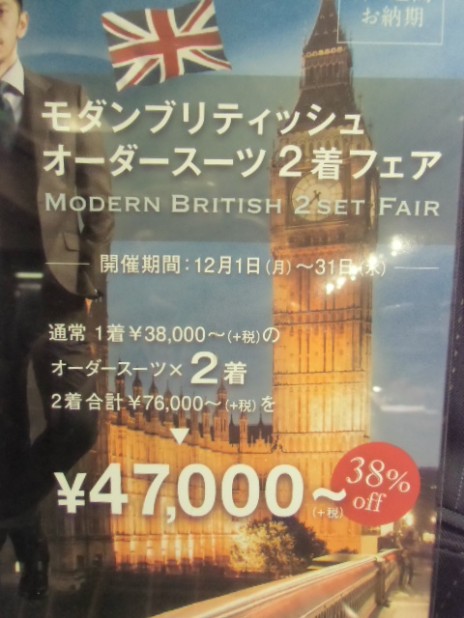 お納期
モダンブリティッシュ
オーダースーツ2着フェア
MODERN BRITISH 2SET FAIR
開催期間:12月1日(月)~31日(水)
通常 1着¥38,000~(+税)の
オーダースーツ×2着
2着合計¥76,000~(+税)を
▼
¥47,000~
(+税)
38%
off